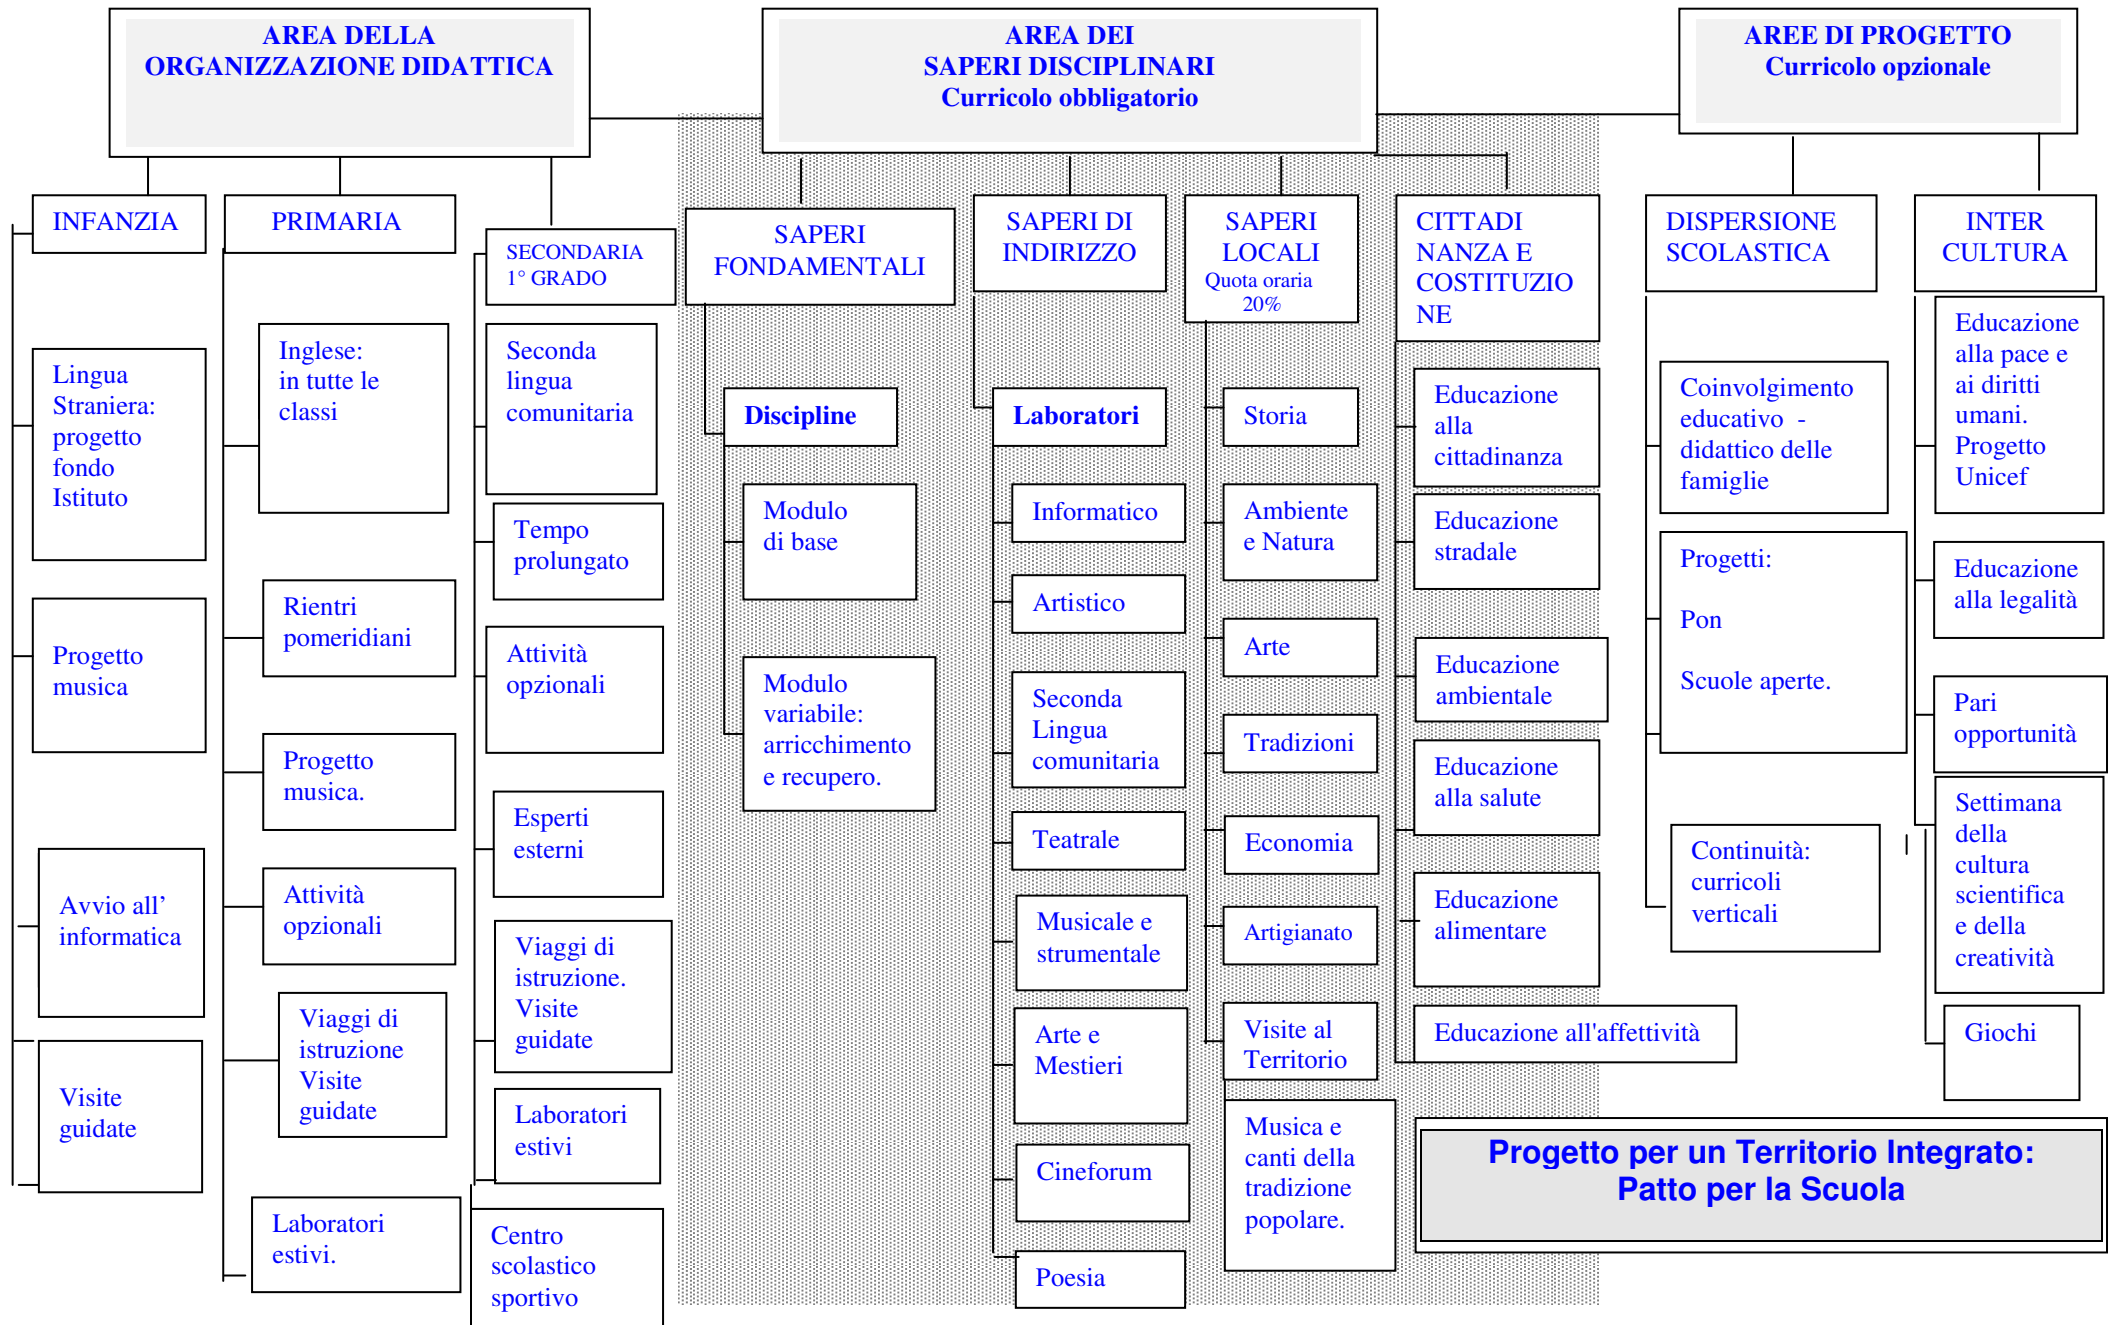 AREA DELLA
ORGANIZZAZIONE DIDATTICA
AREA DEI
SAPERI DISCIPLINARI
Curricolo obbligatorio
AREE DI PROGETTO
Curricolo opzionale
INFANZIA
Lingua
Straniera:
progetto
fondo
Istituto
Progetto
musica
Avvio all’
informatica
Visite
guidate
PRIMARIA
Inglese:
in tutte le
classi
Rientri
pomeridiani
Progetto
musica.
Attività
opzionali
Viaggi di
istruzione
Visite
guidate
Laboratori
estivi.
SECONDARIA
1° GRADO
Seconda
lingua
comunitaria
Tempo
prolungato
Attività
opzionali
Esperti
esterni
Viaggi di
istruzione.
Visite
guidate
Laboratori
estivi
Centro
scolastico
sportivo
SAPERI
FONDAMENTALI
Discipline
Modulo
di base
Modulo
variabile:
arricchimento
e recupero.
SAPERI DI
INDIRIZZO
Laboratori
Informatico
Artistico
Seconda
Lingua
comunitaria
Teatrale
Musicale e
strumentale
Arte e
Mestieri
Cineforum
Poesia
SAPERI
LOCALI
Quota oraria
20%
Storia
Ambiente
e Natura
Arte
Tradizioni
Economia
Artigianato
Visite al
Territorio
Musica e
canti della
tradizione
popolare.
CITTADI
NANZA E
COSTITUZIO
NE
Educazione
alla
cittadinanza
Educazione
stradale
Educazione
ambientale
Educazione
alla salute
Educazione
alimentare
Educazione all'affettività
DISPERSIONE
SCOLASTICA
Coinvolgimento
educativo -
didattico delle
famiglie
Progetti:
Pon
Scuole aperte.
Continuità:
curricoli
verticali
INTER
CULTURA
Educazione
alla pace e
ai diritti
umani.
Progetto
Unicef
Educazione
alla legalità
Pari
opportunità
Settimana
della
cultura
scientifica
e della
creatività
Giochi
Progetto per un Territorio Integrato:
Patto per la Scuola